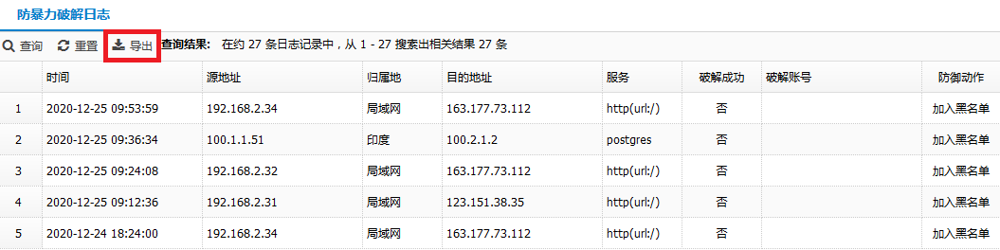 防暴力破解日志
查询 重置 导出 查询结果: 在约 27 条日志记录中，从 1 - 27 搜索出相关结果 27 条
时间 源地址 归属地 目的地址 服务 破解成功 破解账号 防御动作
1 2020-12-25 09:53:59 192.168.2.34 局域网 163.177.73.112 http(url:/) 否 加入黑名单
2 2020-12-25 09:36:34 100.1.1.51 印度 100.2.1.2 postgres 否 加入黑名单
3 2020-12-25 09:24:08 192.168.2.32 局域网 163.177.73.112 http(url:/) 否 加入黑名单
4 2020-12-25 09:12:36 192.168.2.31 局域网 123.151.38.35 http(url:/) 否 加入黑名单
5 2020-12-24 18:24:00 192.168.2.34 局域网 163.177.73.112 http(url:/) 否 加入黑名单